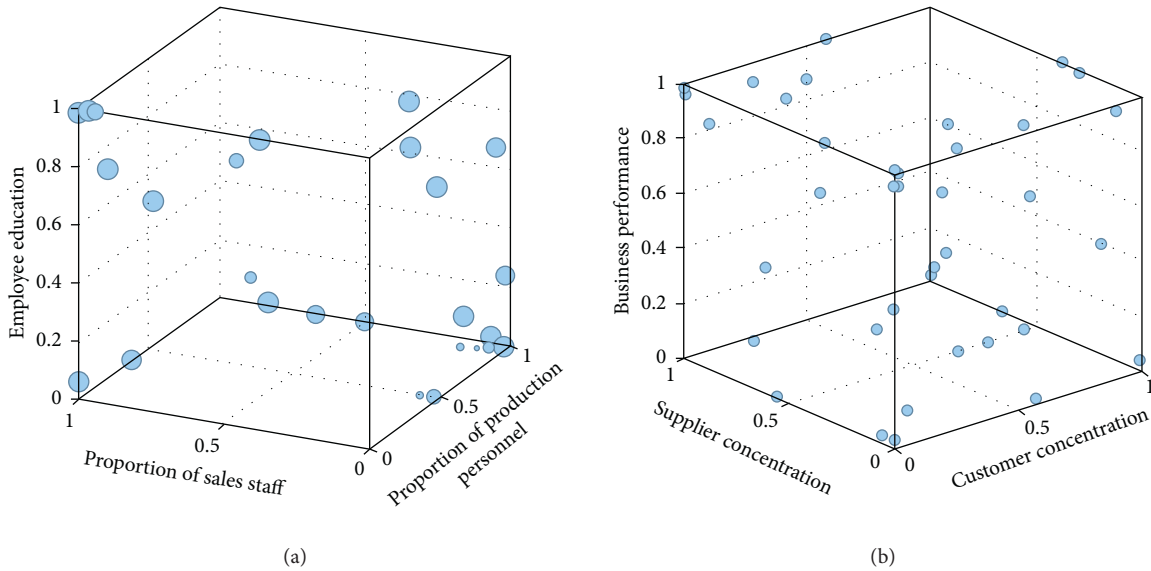 1
0.8
0.6
0.4
0.2
0
Employee education
1
0.5
0
Proportion of sales staff
0
0.5
1
Proportion of production
personnel
(a)
1
0.8
0.6
0.4
0.2
0
Business performance
1
0.5
0
Supplier concentration
0
0.5
1
Customer concentration
(b)